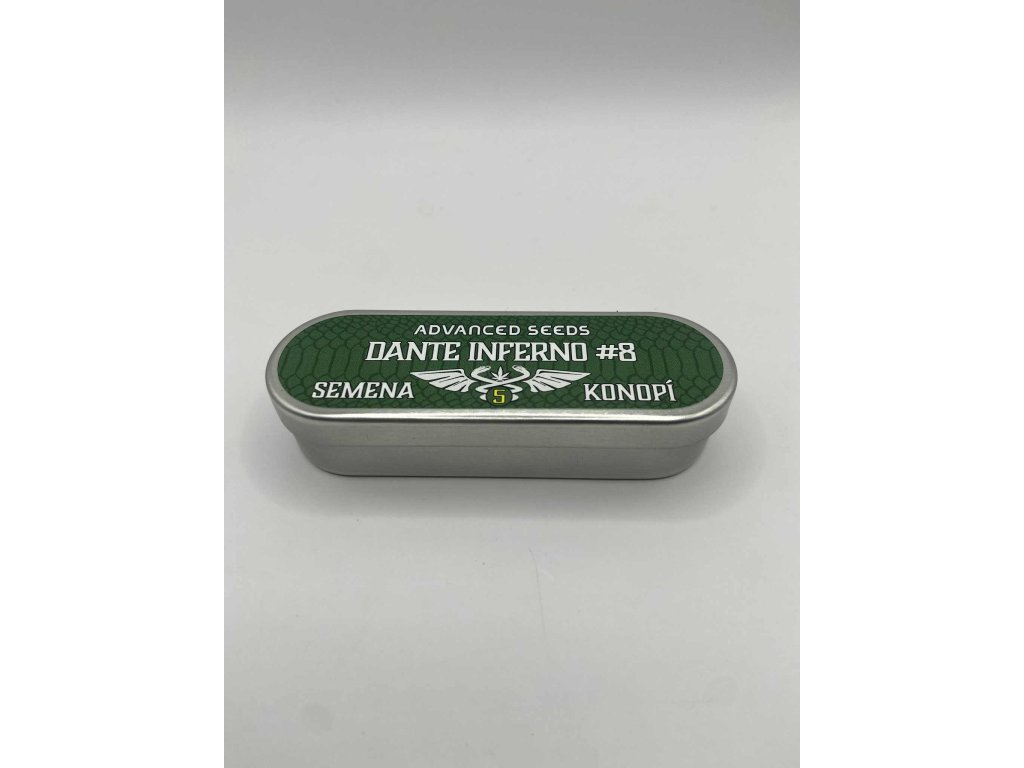 ADVANCED SEEDS
DANTE INFERNO #8
SEMENA 5 KONOPÍ